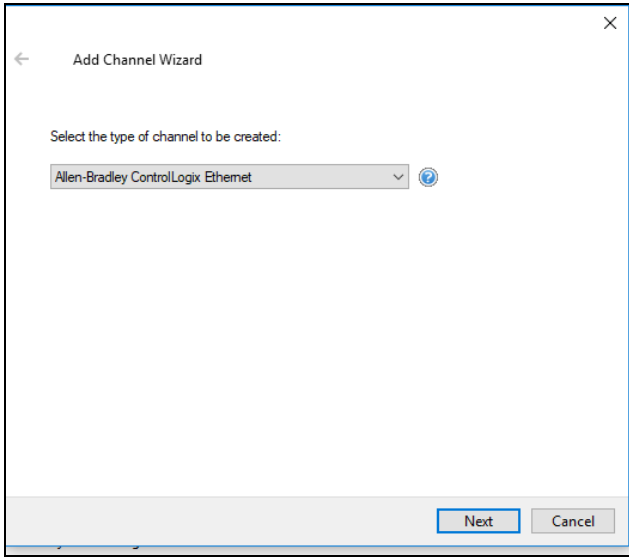 Add Channel Wizard
Select the type of channel to be created:
Allen-Bradley ControlLogix Ethernet
Next Cancel